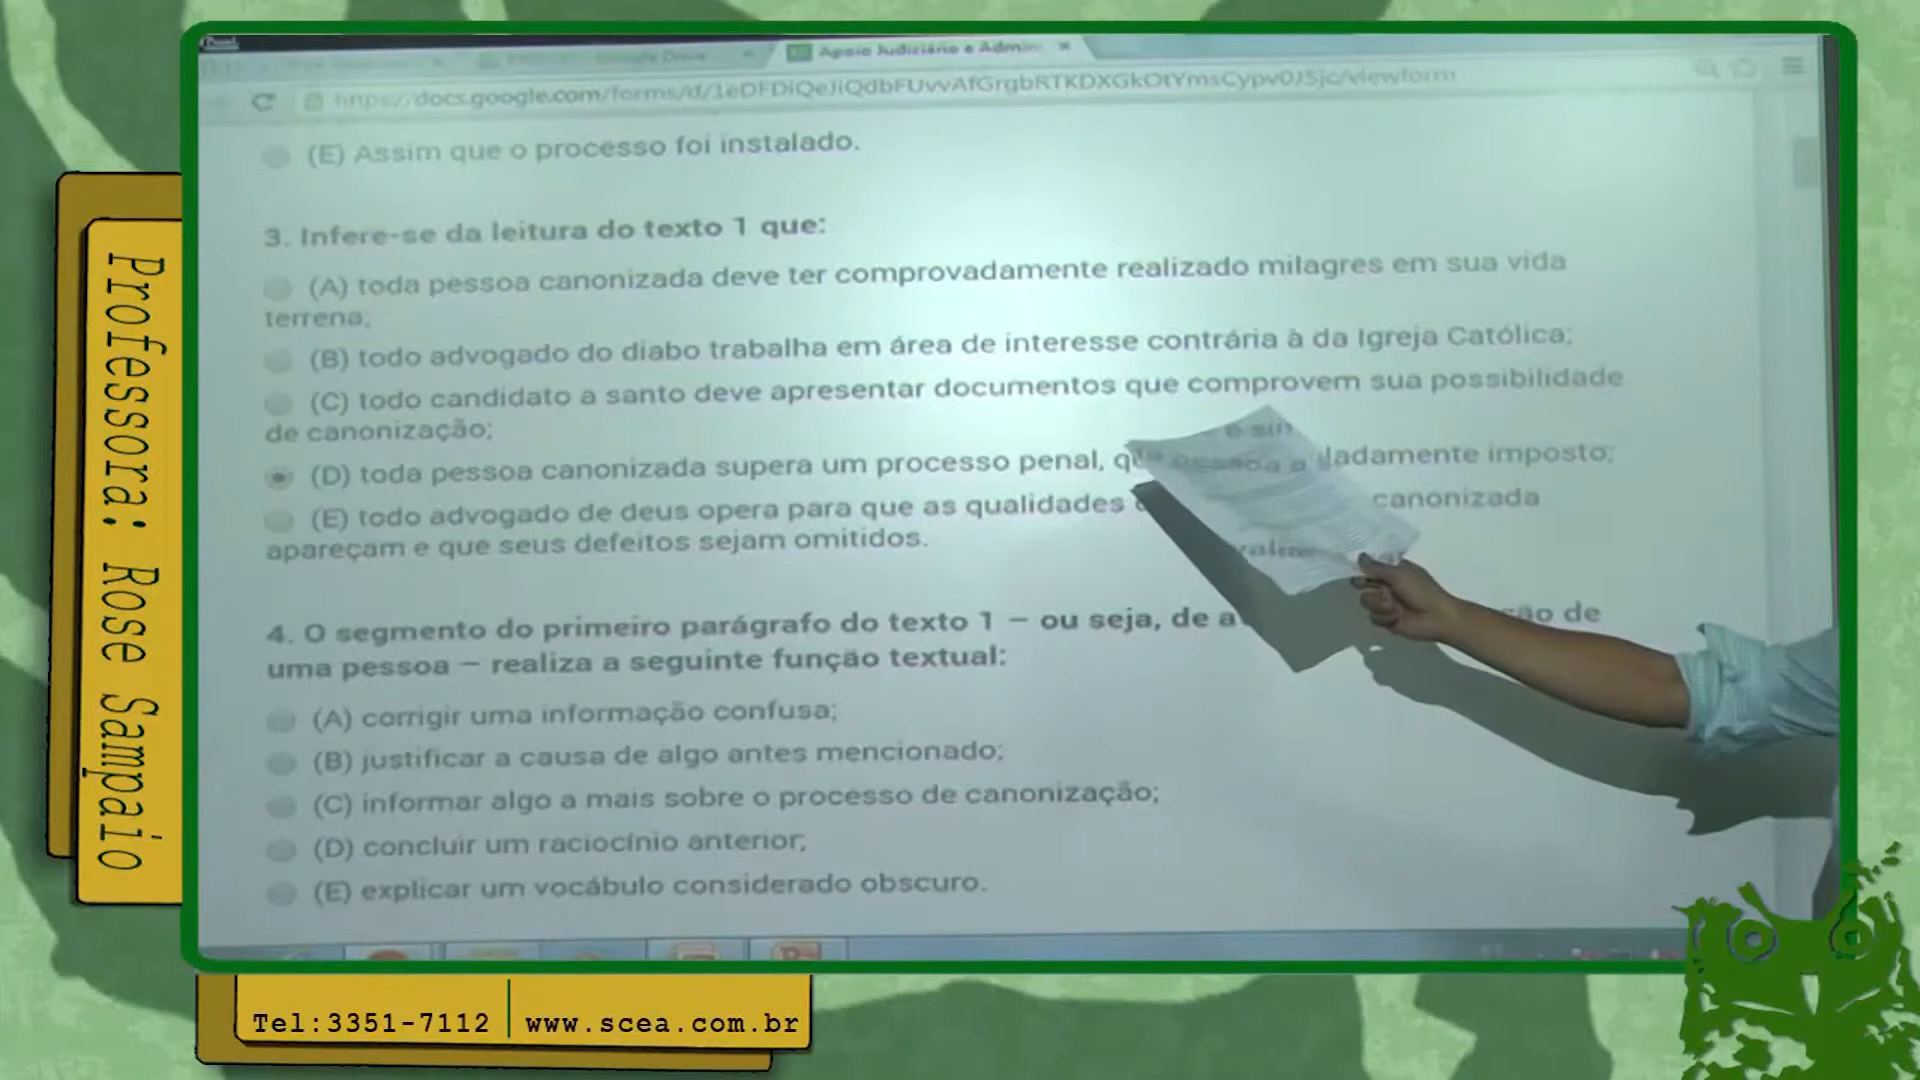 Apoio Judiciário e Admin
https://docs.google.com/forms/d/1eDFDiQeJiQdbFUvvAfGrgbRTKDXGkOtYmsCypv0J5jc/viewform
(E) Assim que o processo foi instalado.
3. Infere-se da leitura do texto 1 que:
(A) toda pessoa canonizada deve ter comprovadamente realizado milagres em sua vida
terrena;
(B) todo advogado do diabo trabalha em área de interesse contrária à da Igreja Católica;
(C) todo candidato a santo deve apresentar documentos que comprovem sua possibilidade
de canonização;
(D) toda pessoa canonizada supera um processo penal, ladamente imposto;
(E) todo advogado de deus opera para que as qualidades canonizada
apareçam e que seus defeitos sejam omitidos.
4. O segmento do primeiro parágrafo do texto 1 – ou seja, de a ão de
uma pessoa – realiza a seguinte função textual:
(A) corrigir uma informação confusa;
(B) justificar a causa de algo antes mencionado;
(C) informar algo a mais sobre o processo de canonização;
(D) concluir um raciocínio anterior;
(E) explicar um vocábulo considerado obscuro.
Professora: Rose Sampaio
Tel:3351-7112 www.scea.com.br